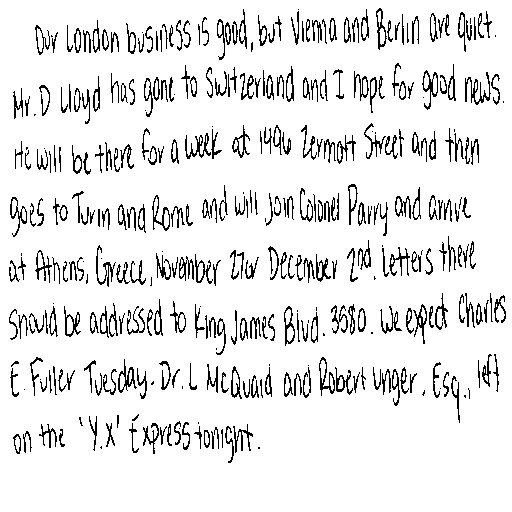 Our London business is good, but Vienna and Berlin are quiet.
Mr. D Lloyd has gone to Switzerland and I hope for good news.
He will be there for a week at 1496 Zermott Street and then
goes to Turin and Rome and will join Colonel Parry and arrive
at Athens, Greece, November 27 or December 2nd. Letters there
should be addressed to King James Blvd. 3580. We expect Charles
E. Fuller Tuesday. Dr. L McQuaid and Robert Unger, Esq., left
on the 'Y.X' Express tonight.